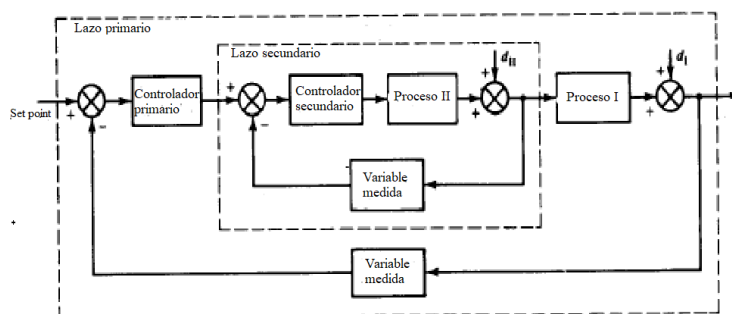 Lazo primario
Lazo secundario
d_II
d_I
+
+
Controlador
primario
+
Controlador
secundario
Proceso II
Proceso I
Set point
+
-
-
+
+
Variable
medida
+
Variable
medida